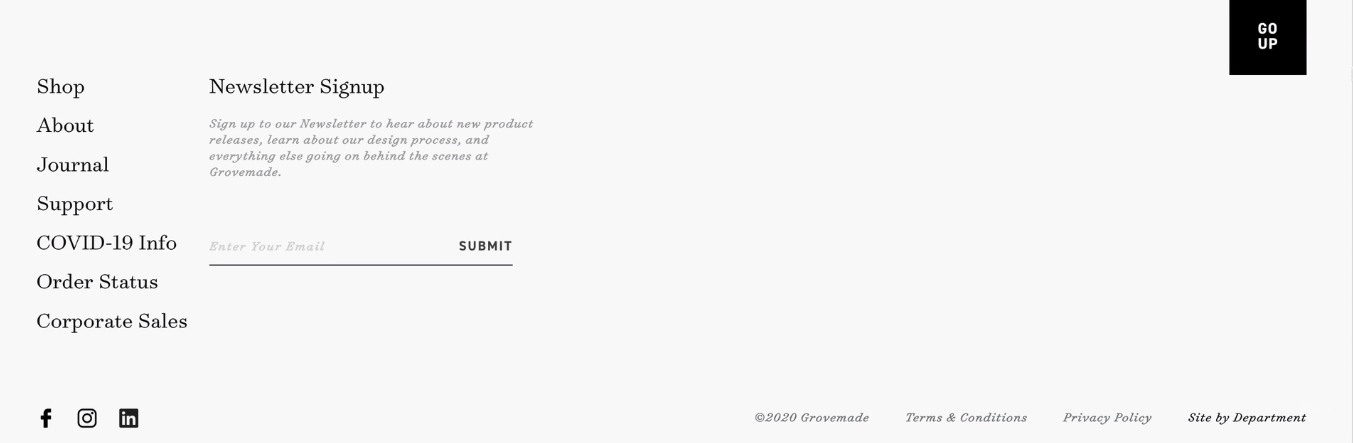 GO
UP
Shop
About
Journal
Support
COVID-19 Info
Order Status
Corporate Sales
Newsletter Signup
Sign up to our Newsletter to hear about new product
releases, learn about our design process, and
everything else going on behind the scenes at
Grovemade.
Enter Your Email
SUBMIT
©2020 Grovemade
Terms & Conditions
Privacy Policy
Site by Department